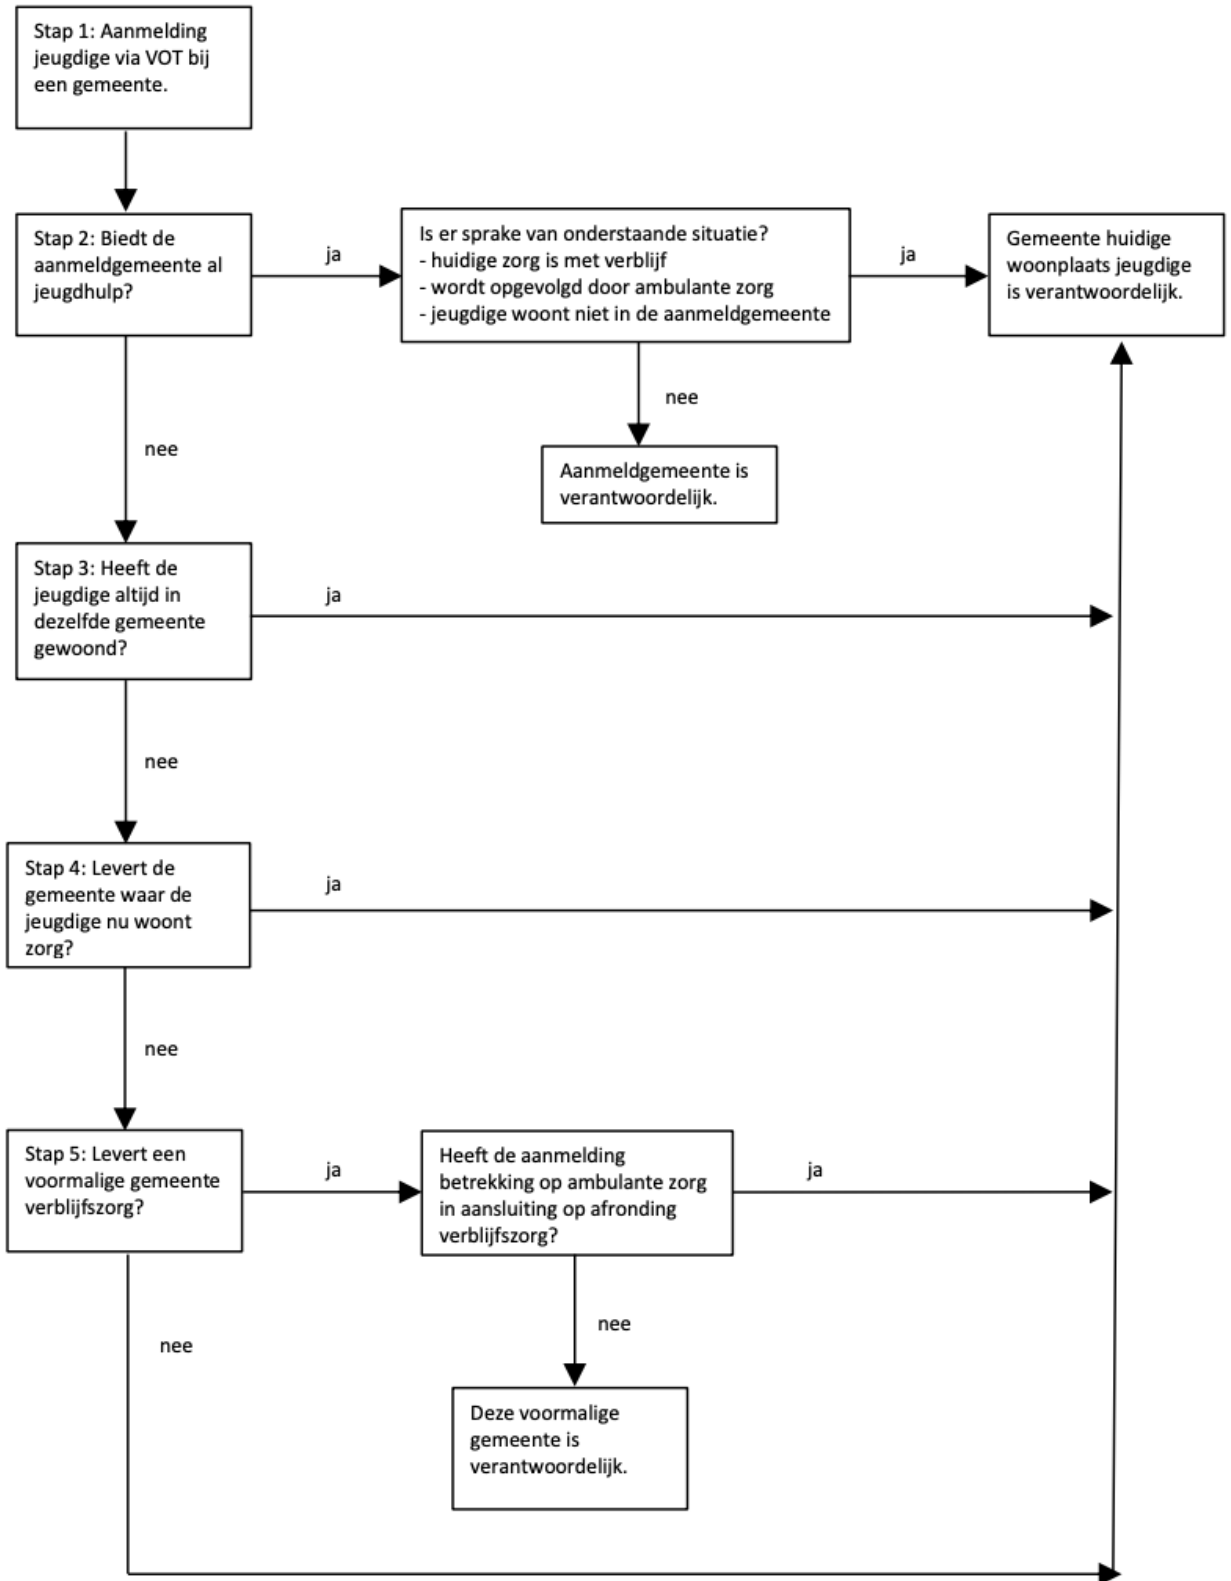 Stap 1: Aanmelding
jeugdige via VOT bij
een gemeente.
Stap 2: Biedt de
aanmeldgemeente al
jeugdhulp?
ja
Is er sprake van onderstaande situatie?
- huidige zorg is met verblijf
- wordt opgevolgd door ambulante zorg
- jeugdige woont niet in de aanmeldgemeente
ja
Gemeente huidige
woonplaats jeugdige
is verantwoordelijk.
nee
Aanmeldgemeente is
verantwoordelijk.
nee
Stap 3: Heeft de
jeugdige altijd in
dezelfde gemeente
gewoond?
ja
nee
Stap 4: Levert de
gemeente waar de
jeugdige nu woont
zorg?
ja
nee
Stap 5: Levert een
voormalige gemeente
verblijfszorg?
ja
Heeft de aanmelding
betrekking op ambulante zorg
in aansluiting op afronding
verblijfszorg?
ja
nee
Deze voormalige
gemeente is
verantwoordelijk.
nee